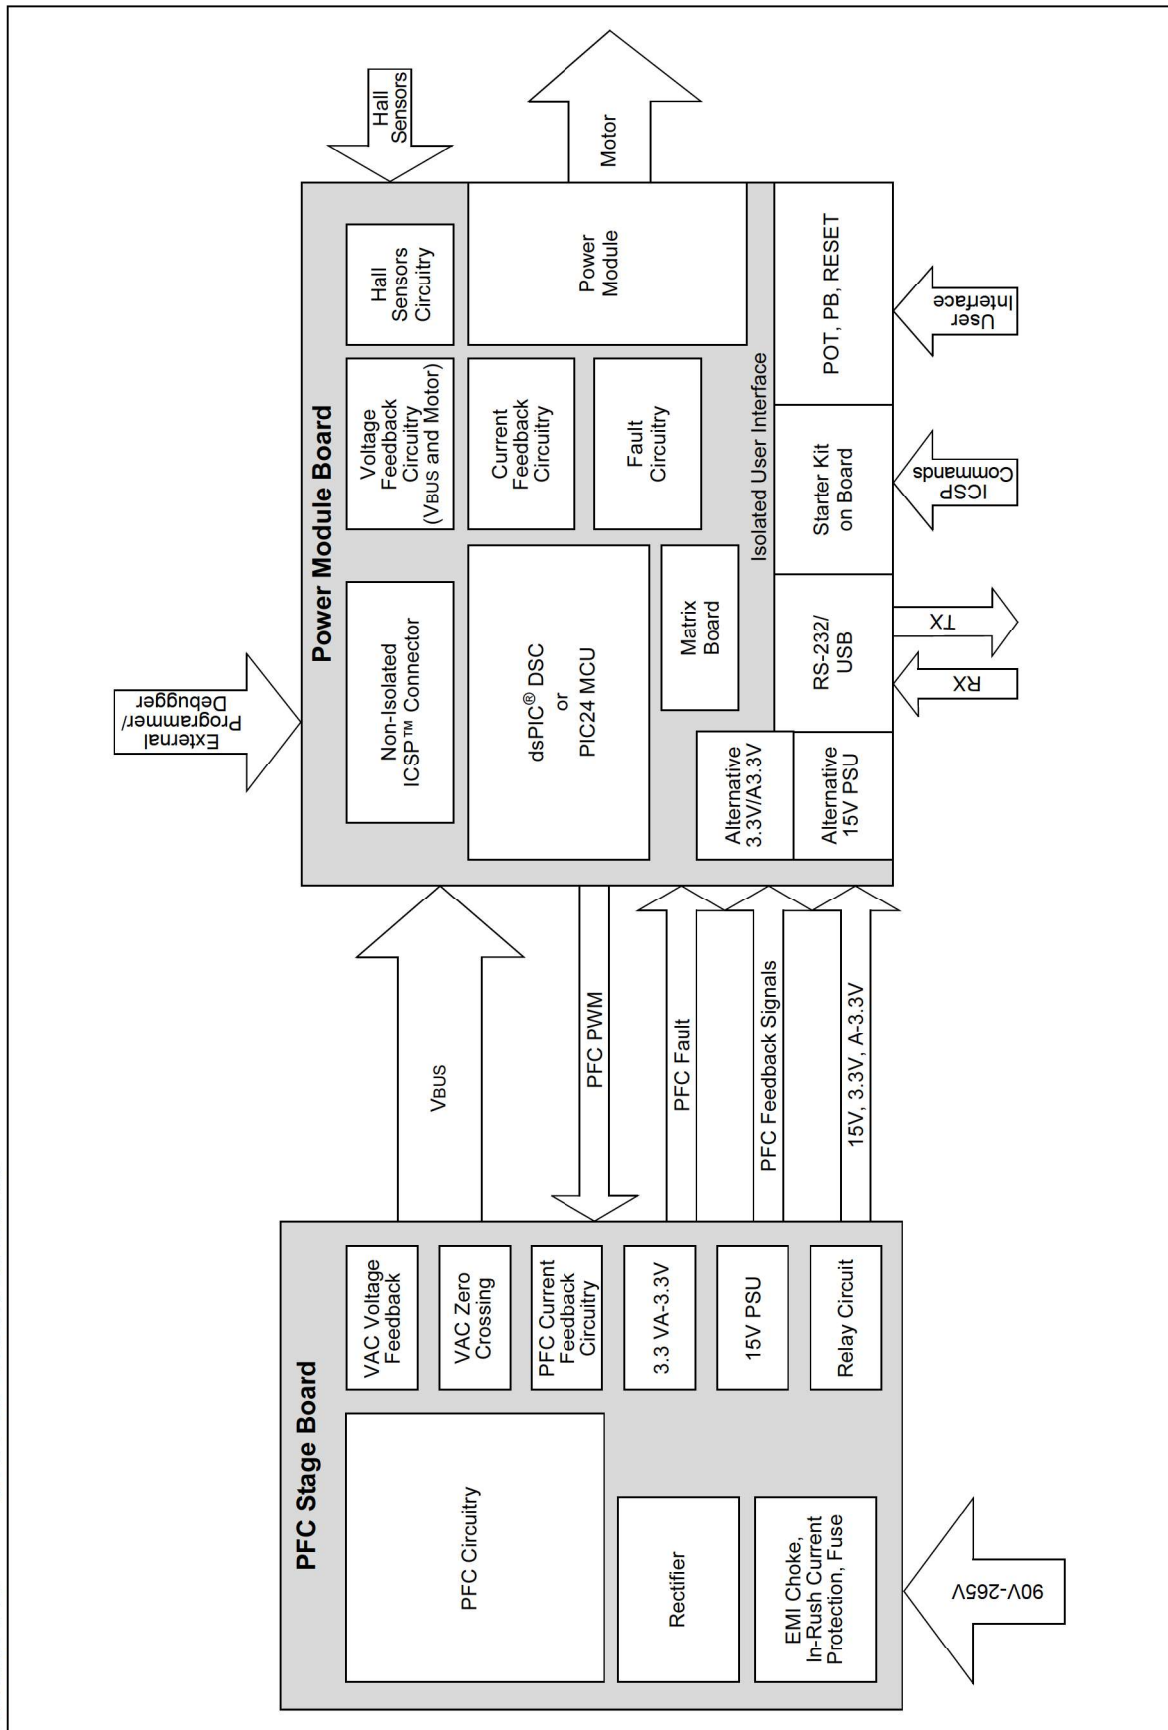 PFC Stage Board
PFC Circuitry
Rectifier
EMI Choke,
In-Rush Current
Protection, Fuse
90V-265V
VAC Voltage
Feedback
VAC Zero
Crossing
PFC Current
Feedback
Circuitry
3.3 VA-3.3V
15V PSU
Relay Circuit
VBUS
PFC PWM
PFC Fault
PFC Feedback Signals
15V, 3.3V, A-3.3V
External
Programmer/
Debugger
Power Module Board
Non-Isolated
ICSP™ Connector
dsPIC® DSC
or
PIC24 MCU
Alternative
3.3V/A3.3V
Alternative
15V PSU
Matrix
Board
Voltage
Feedback
Circuitry
(VBUS and Motor)
Current
Feedback
Circuitry
Fault
Circuitry
Hall
Sensors
Circuitry
Power
Module
Isolated User Interface
RS-232/
USB
Starter Kit
on Board
POT, PB, RESET
RX
TX
ICSP
Commands
User
Interface
Hall
Sensors
Motor